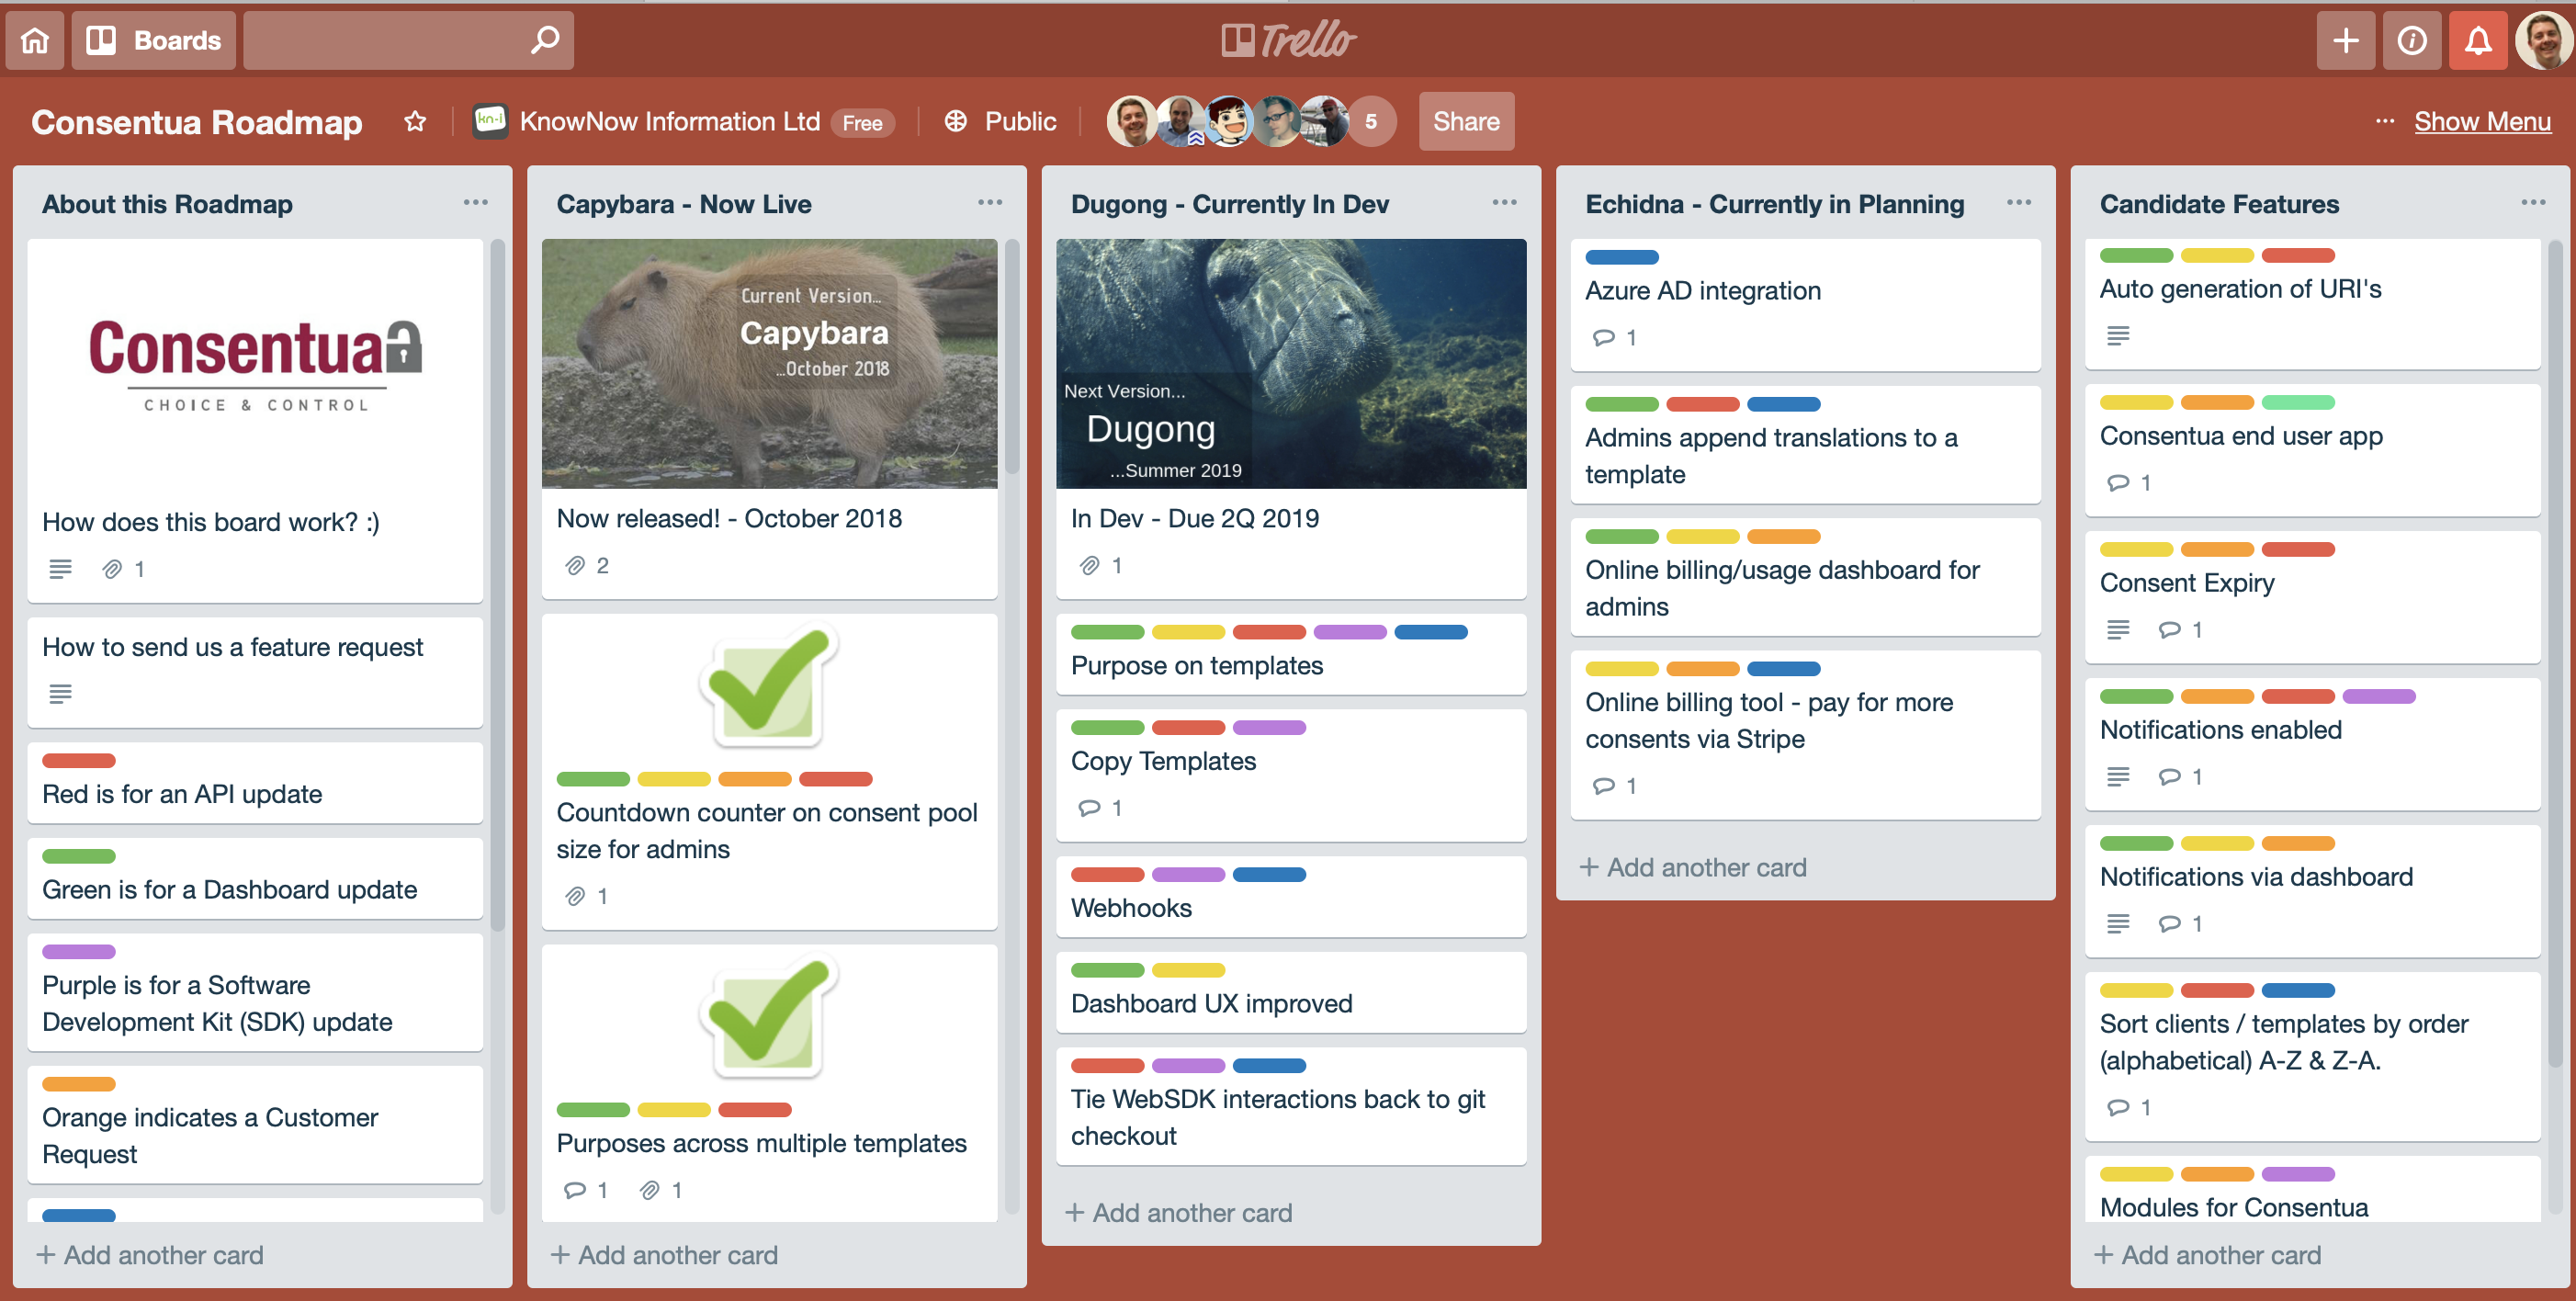 Boards
Trello
Consentua Roadmap
kn-i
KnowNow Information Ltd
Free
Public
5
Share
... Show Menu
About this Roadmap
Consentua
CHOICE & CONTROL
How does this board work? :)
1
How to send us a feature request
Red is for an API update
Green is for a Dashboard update
Purple is for a Software
Development Kit (SDK) update
Orange indicates a Customer
Request
+ Add another card
Capybara - Now Live
Current Version...
Capybara
...October 2018
Now released! - October 2018
2
Countdown counter on consent pool
size for admins
1
Purposes across multiple templates
1 1
+ Add another card
Dugong - Currently In Dev
Next Version...
Dugong
...Summer 2019
In Dev - Due 2Q 2019
1
Purpose on templates
Copy Templates
1
Webhooks
Dashboard UX improved
Tie WebSDK interactions back to git
checkout
+ Add another card
Echidna - Currently in Planning
Azure AD integration
1
Admins append translations to a
template
Online billing/usage dashboard for
admins
Online billing tool - pay for more
consents via Stripe
1
+ Add another card
Candidate Features
Auto generation of URI's
Consentua end user app
1
Consent Expiry
1
Notifications enabled
1
Notifications via dashboard
1
Sort clients / templates by order
(alphabetical) A-Z & Z-A.
1
Modules for Consentua
+ Add another card